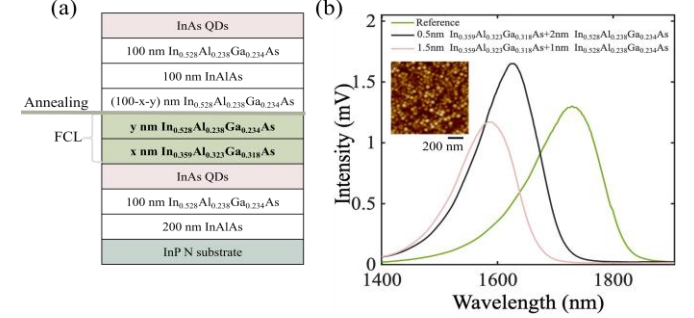 (a)
InAs QDs
100 nm In0.528Al0.238Ga0.234As
100 nm InAlAs
(100-x-y) nm In0.528Al0.238Ga0.234As
Annealing
FCL
y nm In0.528Al0.238Ga0.234As
x nm In0.359Al0.323Ga0.318As
InAs QDs
100 nm In0.528Al0.238Ga0.234As
200 nm InAlAs
InP N substrate
(b)
Reference
0.5nm In0.359Al0.323Ga0.318As+2nm In0.528Al0.238Ga0.234As
1.5nm In0.359Al0.323Ga0.318As+1nm In0.528Al0.238Ga0.234As
200 nm
Intensity (mV)
2
1.5
1
0.5
0
1400
1600
1800
Wavelength (nm)